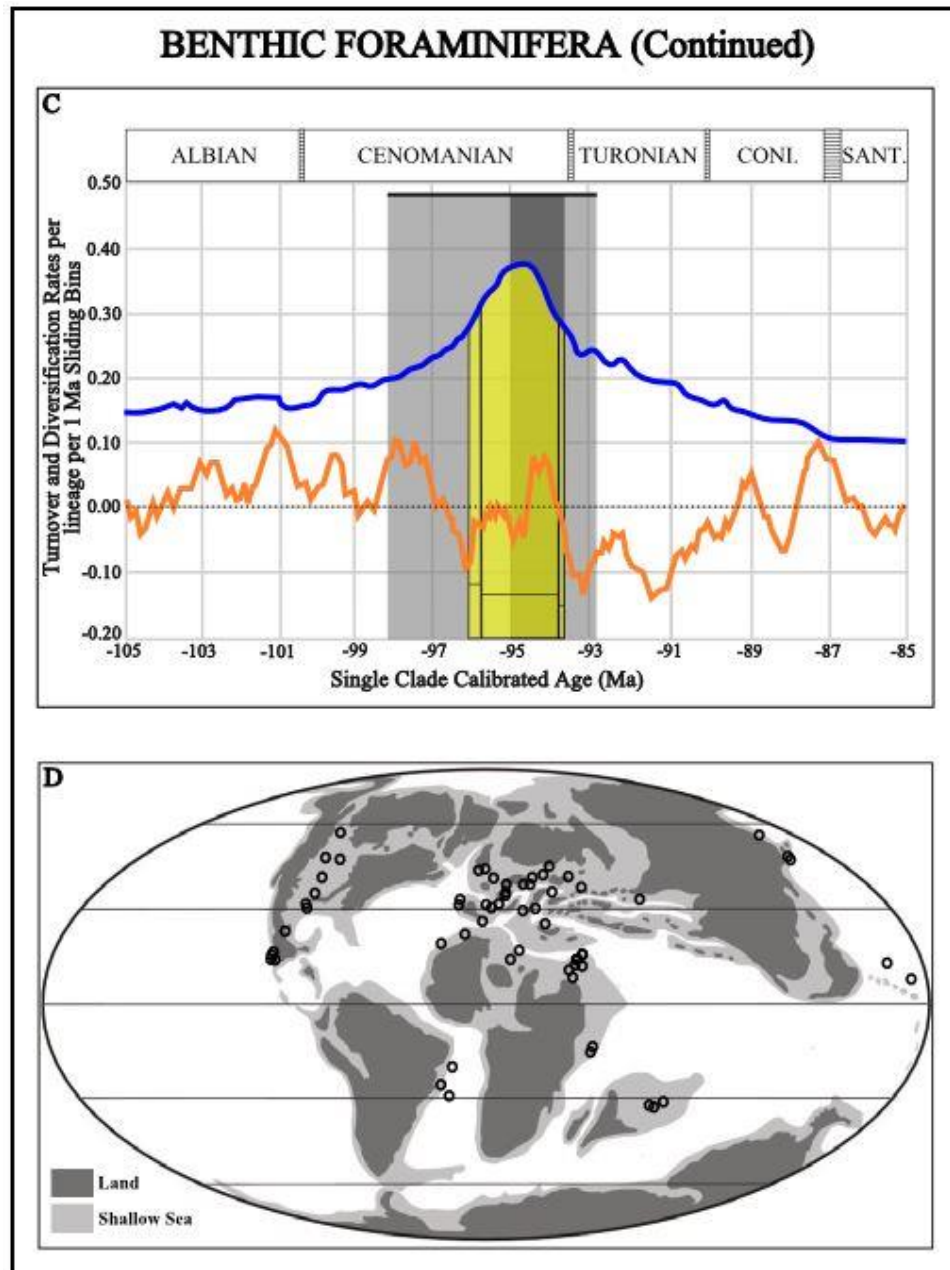 BENTHIC FORAMINIFERA (Continued)
C
ALBIAN
CENOMANIAN
TURONIAN
CONI.
SANT.
Turnover and Diversification Rates per
lineage per 1 Ma Sliding Bins
0.50
0.40
0.30
0.20
0.10
0.00
-0.10
-0.20
-105
-103
-101
-99
-97
-95
-93
-91
-89
-87
-85
Single Clade Calibrated Age (Ma)
D
Land
Shallow Sea